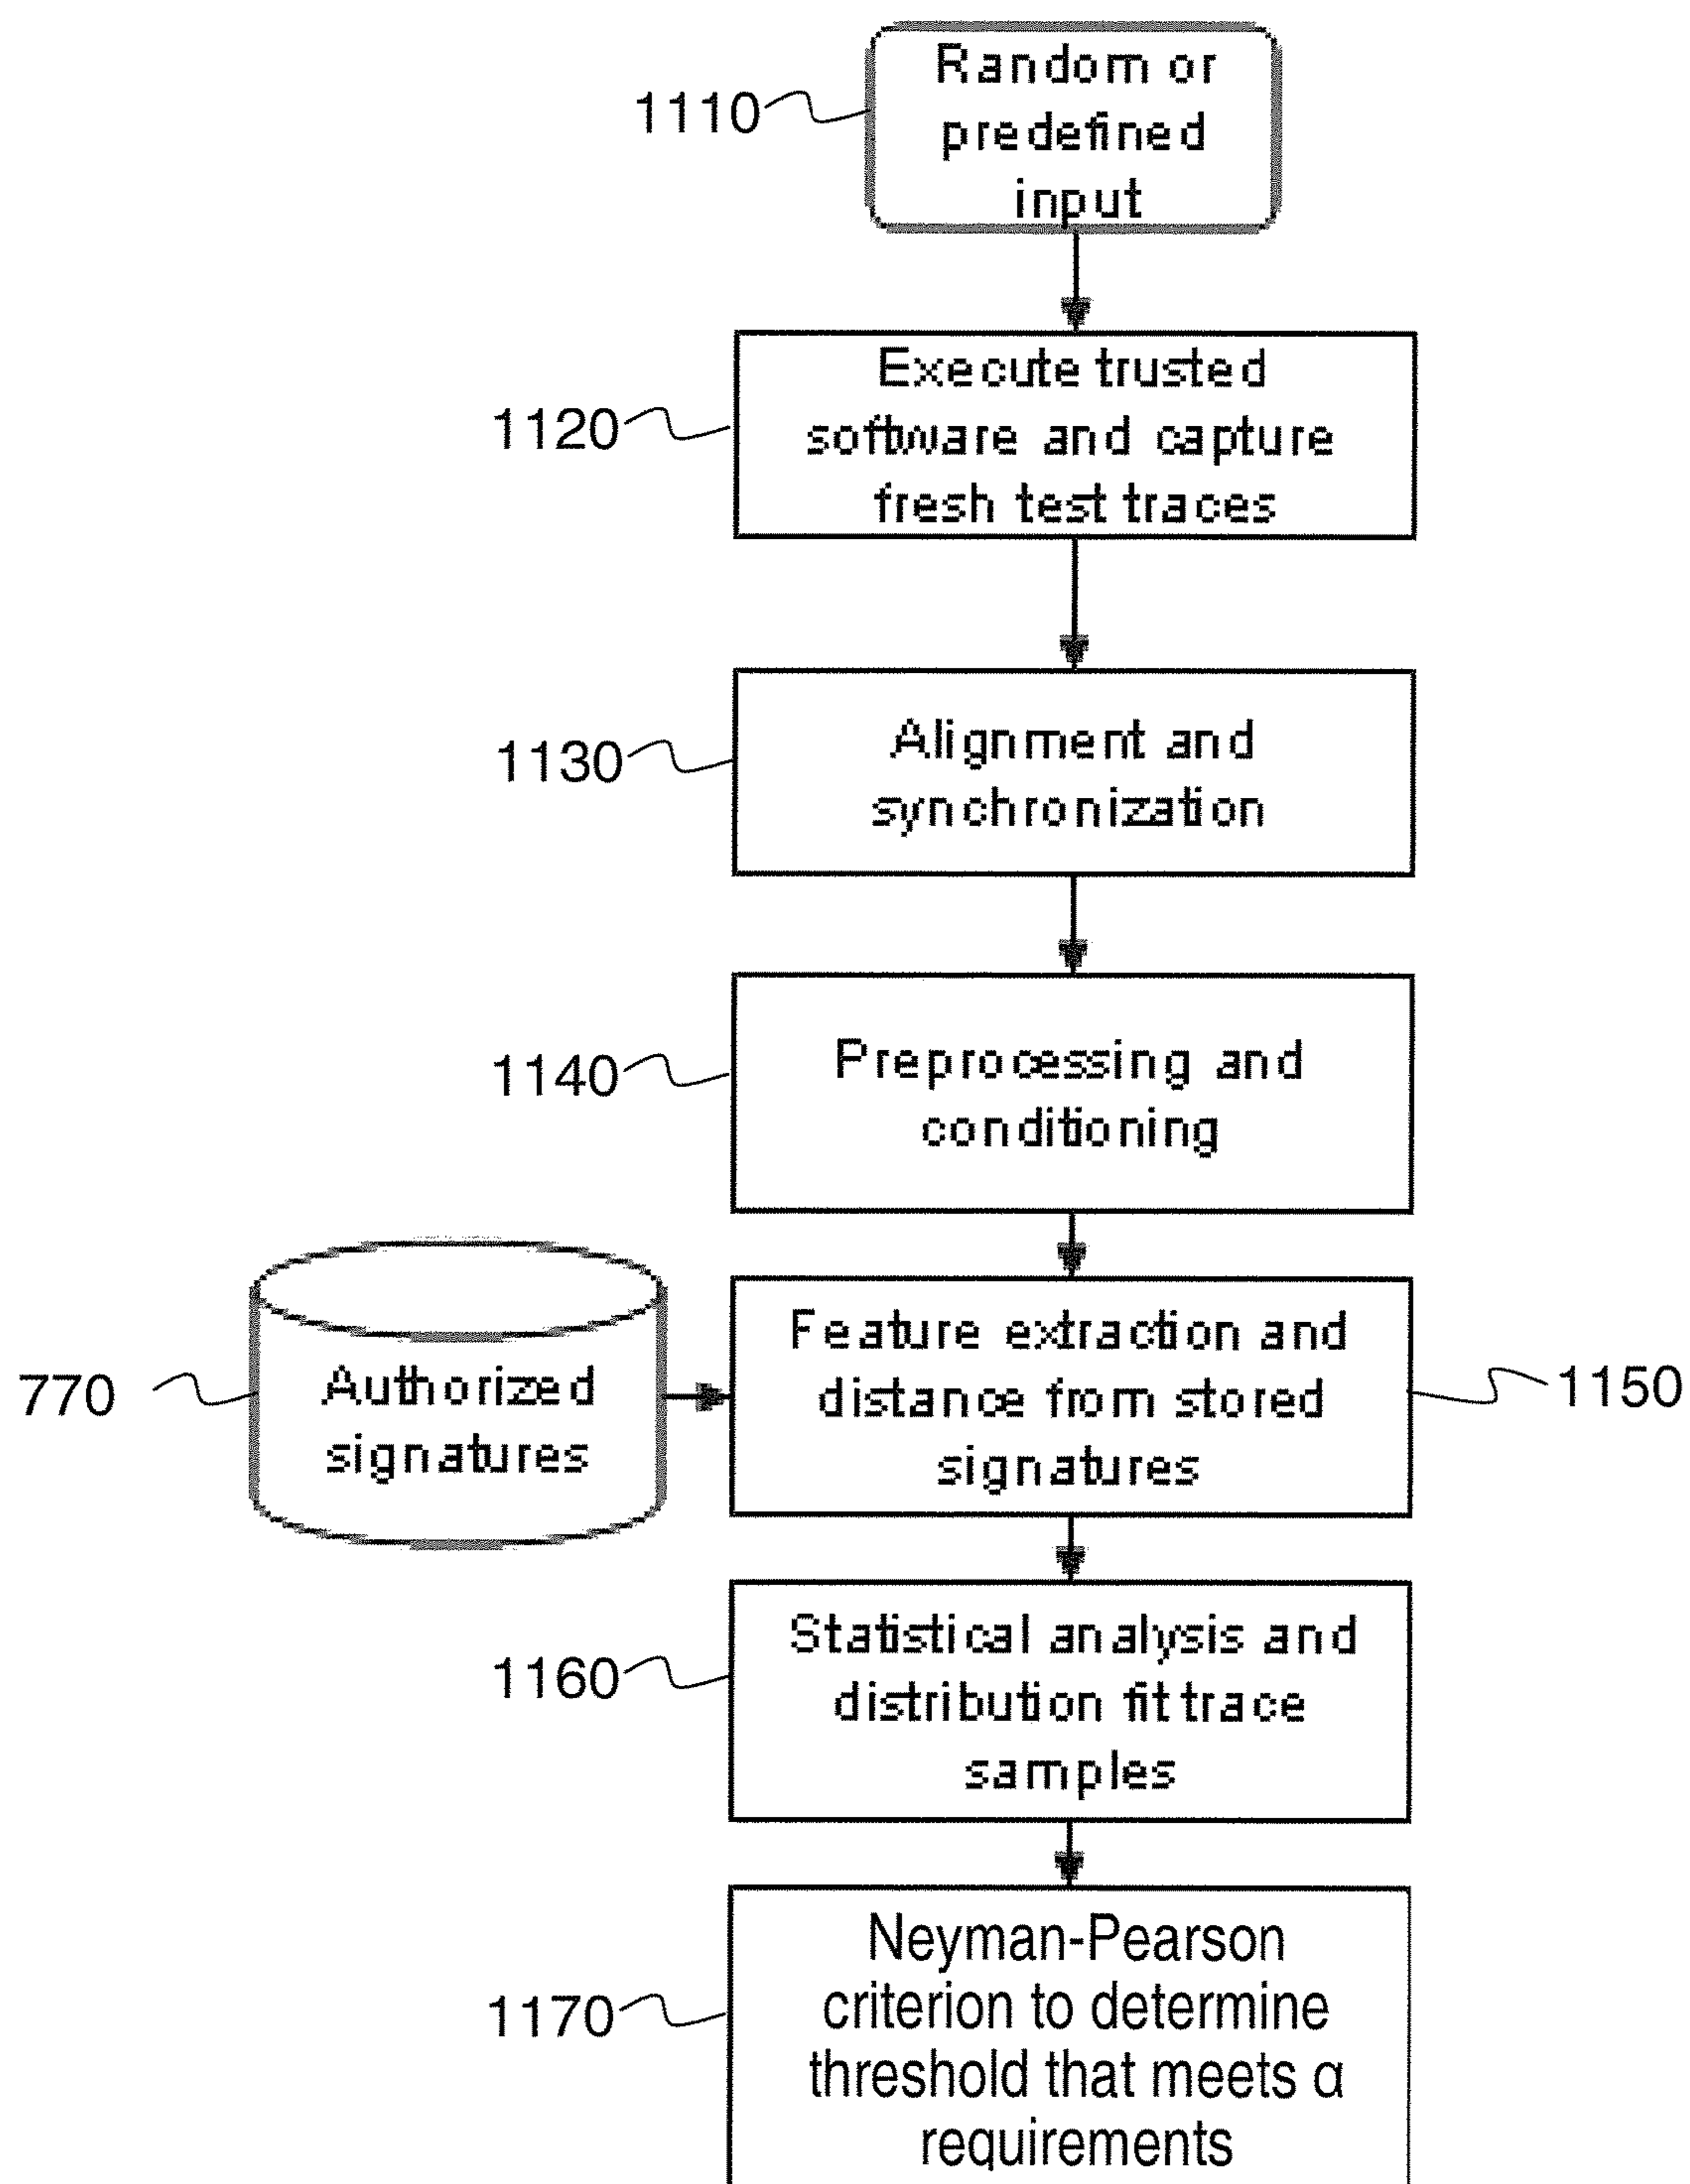 Random or
predefined
input
1110
Execute trusted
software and capture
fresh test traces
1120
Alignment and
synchronization
1130
Preprocessing and
conditioning
1140
Authorized
signatures
770
Feature extraction and
distance from stored
signatures
1150
Statistical analysis and
distribution fit trace
samples
1160
Neyman-Pearson
criterion to determine
threshold that meets α
requirements
1170